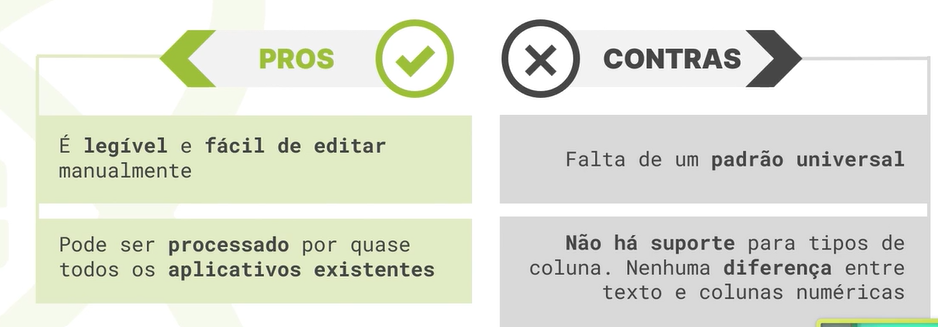 PROS
É legível e fácil de editar
manualmente
Pode ser processado por quase
todos os aplicativos existentes
CONTRAS
Falta de um padrão universal
Não há suporte para tipos de
coluna. Nenhuma diferença entre
texto e colunas numéricas